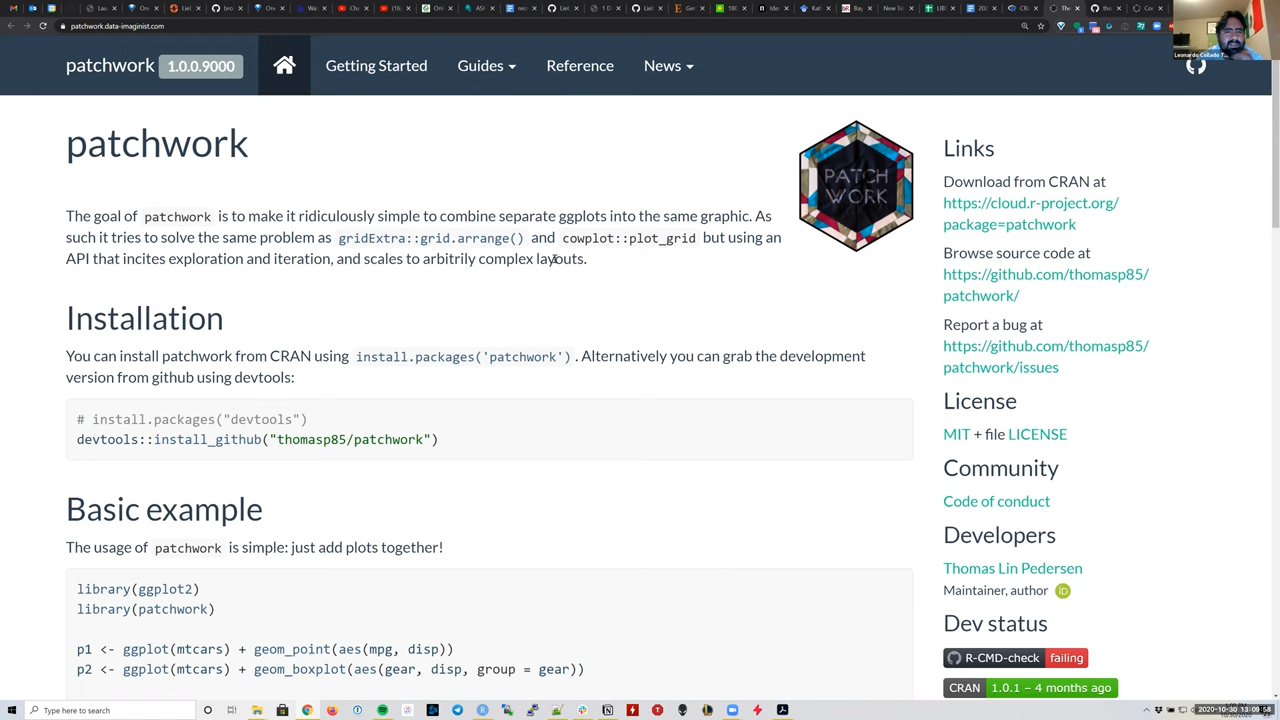 patchwork.data-imaginist.com
Leonardo Collado T...
patchwork 1.0.0.9000 Getting Started Reference News
patchwork
PATCH
WORK
The goal of patchwork is to make it ridiculously simple to combine separate ggplots into the same graphic. As
such it tries to solve the same problem as gridExtra::grid.arrange() and cowplot::plot_grid but using an
API that incites exploration and iteration, and scales to arbitrily complex layouts.
Installation
You can install patchwork from CRAN using install.packages('patchwork'). Alternatively you can grab the development
version from github using devtools:
# install.packages("devtools")
devtools::install_github("thomasp85/patchwork")
Basic example
The usage of patchwork is simple: just add plots together!
library(ggplot2)
library(patchwork)
p1 <- ggplot(mtcars) + geom_point(aes(mpg, disp))
p2 <- ggplot(mtcars) + geom_boxplot(aes(gear, disp, group = gear))
Links
Download from CRAN at
https://cloud.r-project.org/
package=patchwork
Browse source code at
https://github.com/thomasp85/
patchwork/
Report a bug at
https://github.com/thomasp85/
patchwork/issues
License
MIT + file LICENSE
Community
Code of conduct
Developers
Thomas Lin Pedersen
Maintainer, author iD
Dev status
R-CMD-check failing
CRAN 1.0.1 – 4 months ago
Type here to search
2020-10-30 13:09:58